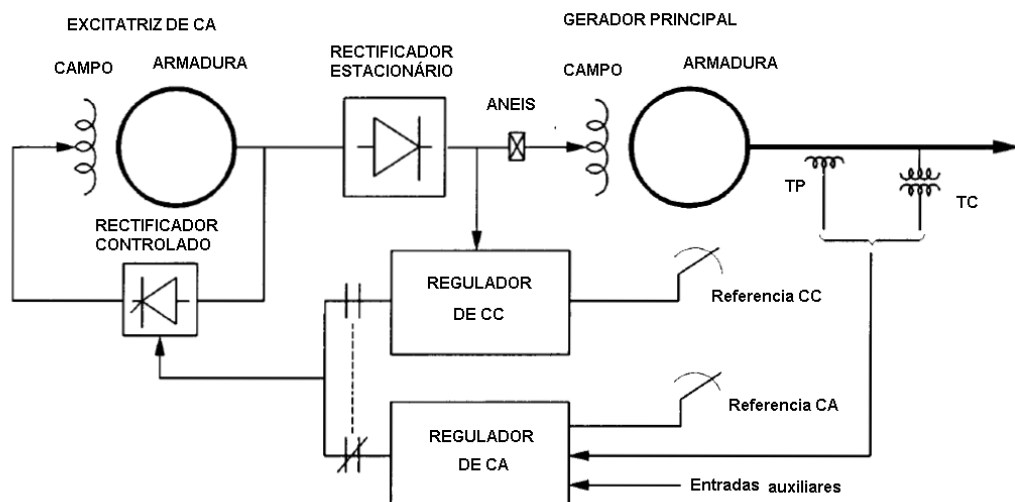 EXCITATRIZ DE CA
GERADOR PRINCIPAL
CAMPO
ARMADURA
RECTIFICADOR
ESTACIONÁRIO
ANEIS
CAMPO
ARMADURA
TP
TC
RECTIFICADOR
CONTROLADO
REGULADOR
DE CC
Referencia CC
REGULADOR
DE CA
Referencia CA
Entradas auxiliares